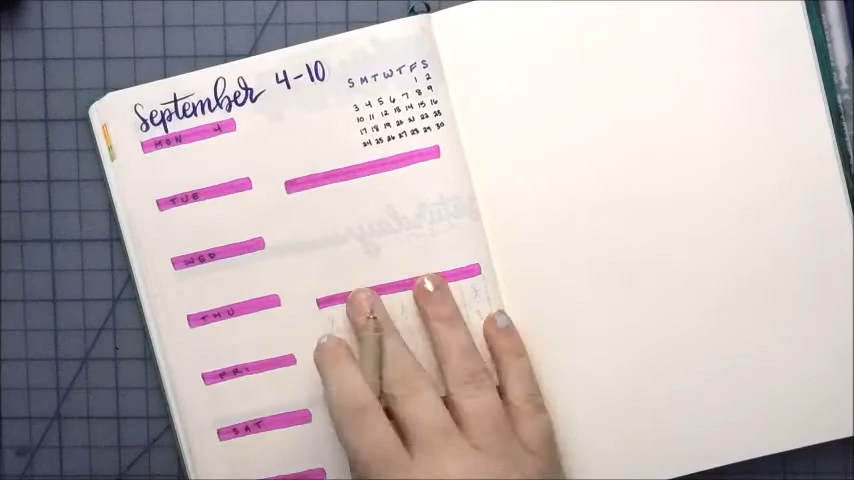 September 4-10
S M T W T F S
1 2
3 4 5 6 7 8 9
10 11 12 13 14 15 16
17 18 19 20 21 22 23
24 25 26 27 28 29 30
MON 4
TUE
WED
THU
FRI
SAT